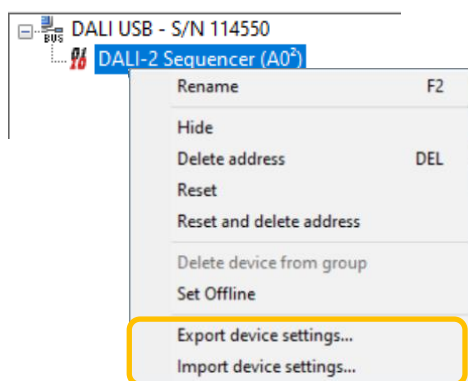 DALI USB - S/N 114550
BUS
DALI-2 Sequencer (A0²)
Rename F2
Hide
Delete address DEL
Reset
Reset and delete address
Delete device from group
Set Offline
Export device settings...
Import device settings...